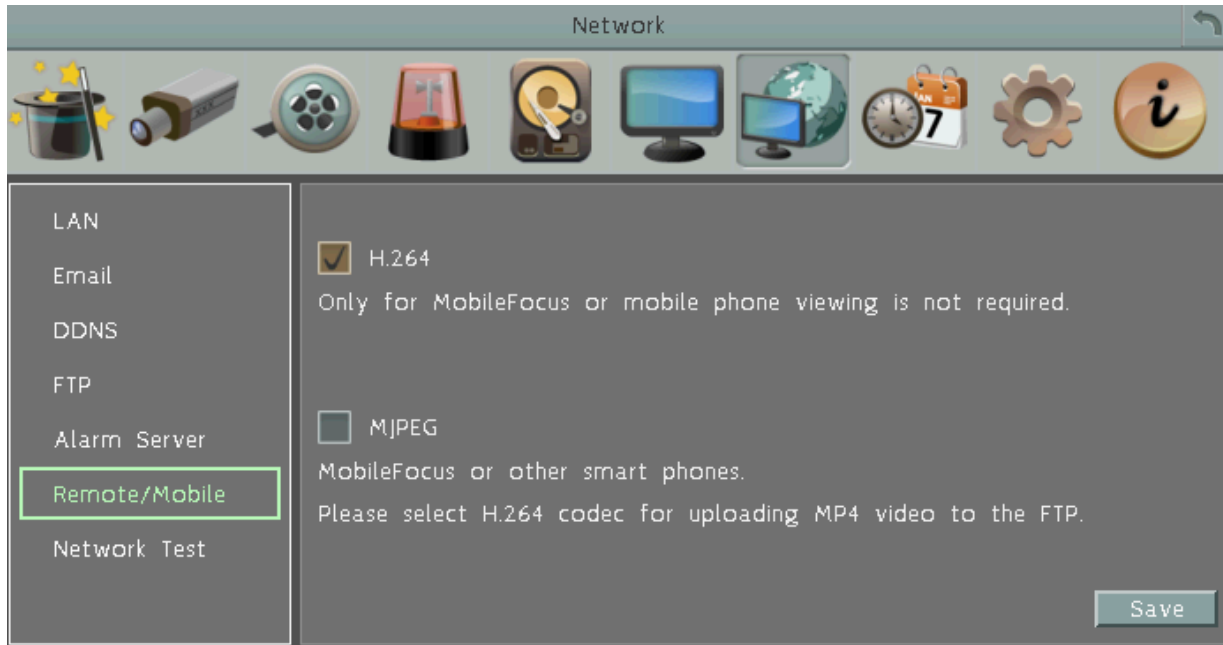 Network
JAN
7
i
LAN
Email
DDNS
FTP
Alarm Server
Remote/Mobile
Network Test
H.264
Only for MobileFocus or mobile phone viewing is not required.
MJPEG
MobileFocus or other smart phones.
Please select H.264 codec for uploading MP4 video to the FTP.
Save